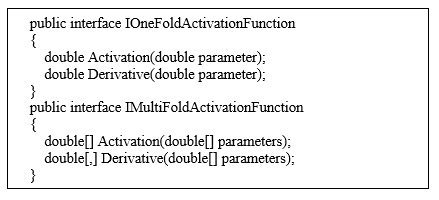 public interface IOneFoldActivationFunction
{
double Activation(double parameter);
double Derivative(double parameter);
}
public interface IMultiFoldActivationFunction
{
double[] Activation(double[] parameters);
double[,] Derivative(double[] parameters);
}